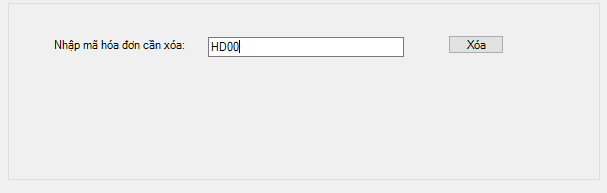 Nhập mã hóa đơn cần xóa: HD00 Xóa